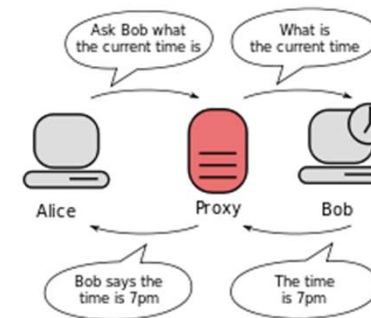 Ask Bob what
the current time is
What is
the current time
Alice
Proxy
Bob
Bob says the
time is 7pm
The time
is 7pm